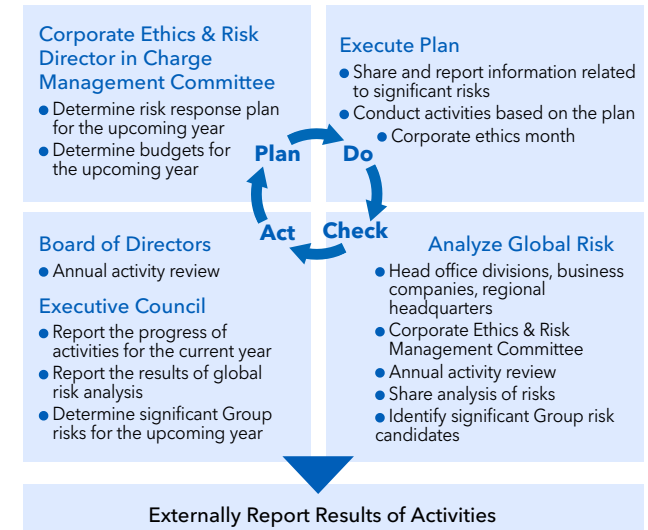 Corporate Ethics & Risk
Director in Charge
Management Committee
● Determine risk response plan
for the upcoming year
● Determine budgets for
the upcoming year
Execute Plan
● Share and report information related
to significant risks
● Conduct activities based on the plan
● Corporate ethics month
Plan
Do
Act
Check
Board of Directors
● Annual activity review
Executive Council
● Report the progress of
activities for the current year
● Report the results of global
risk analysis
● Determine significant Group
risks for the upcoming year
Analyze Global Risk
● Head office divisions, business
companies, regional
headquarters
● Corporate Ethics & Risk
Management Committee
● Annual activity review
● Share analysis of risks
● Identify significant Group risk
candidates
Externally Report Results of Activities